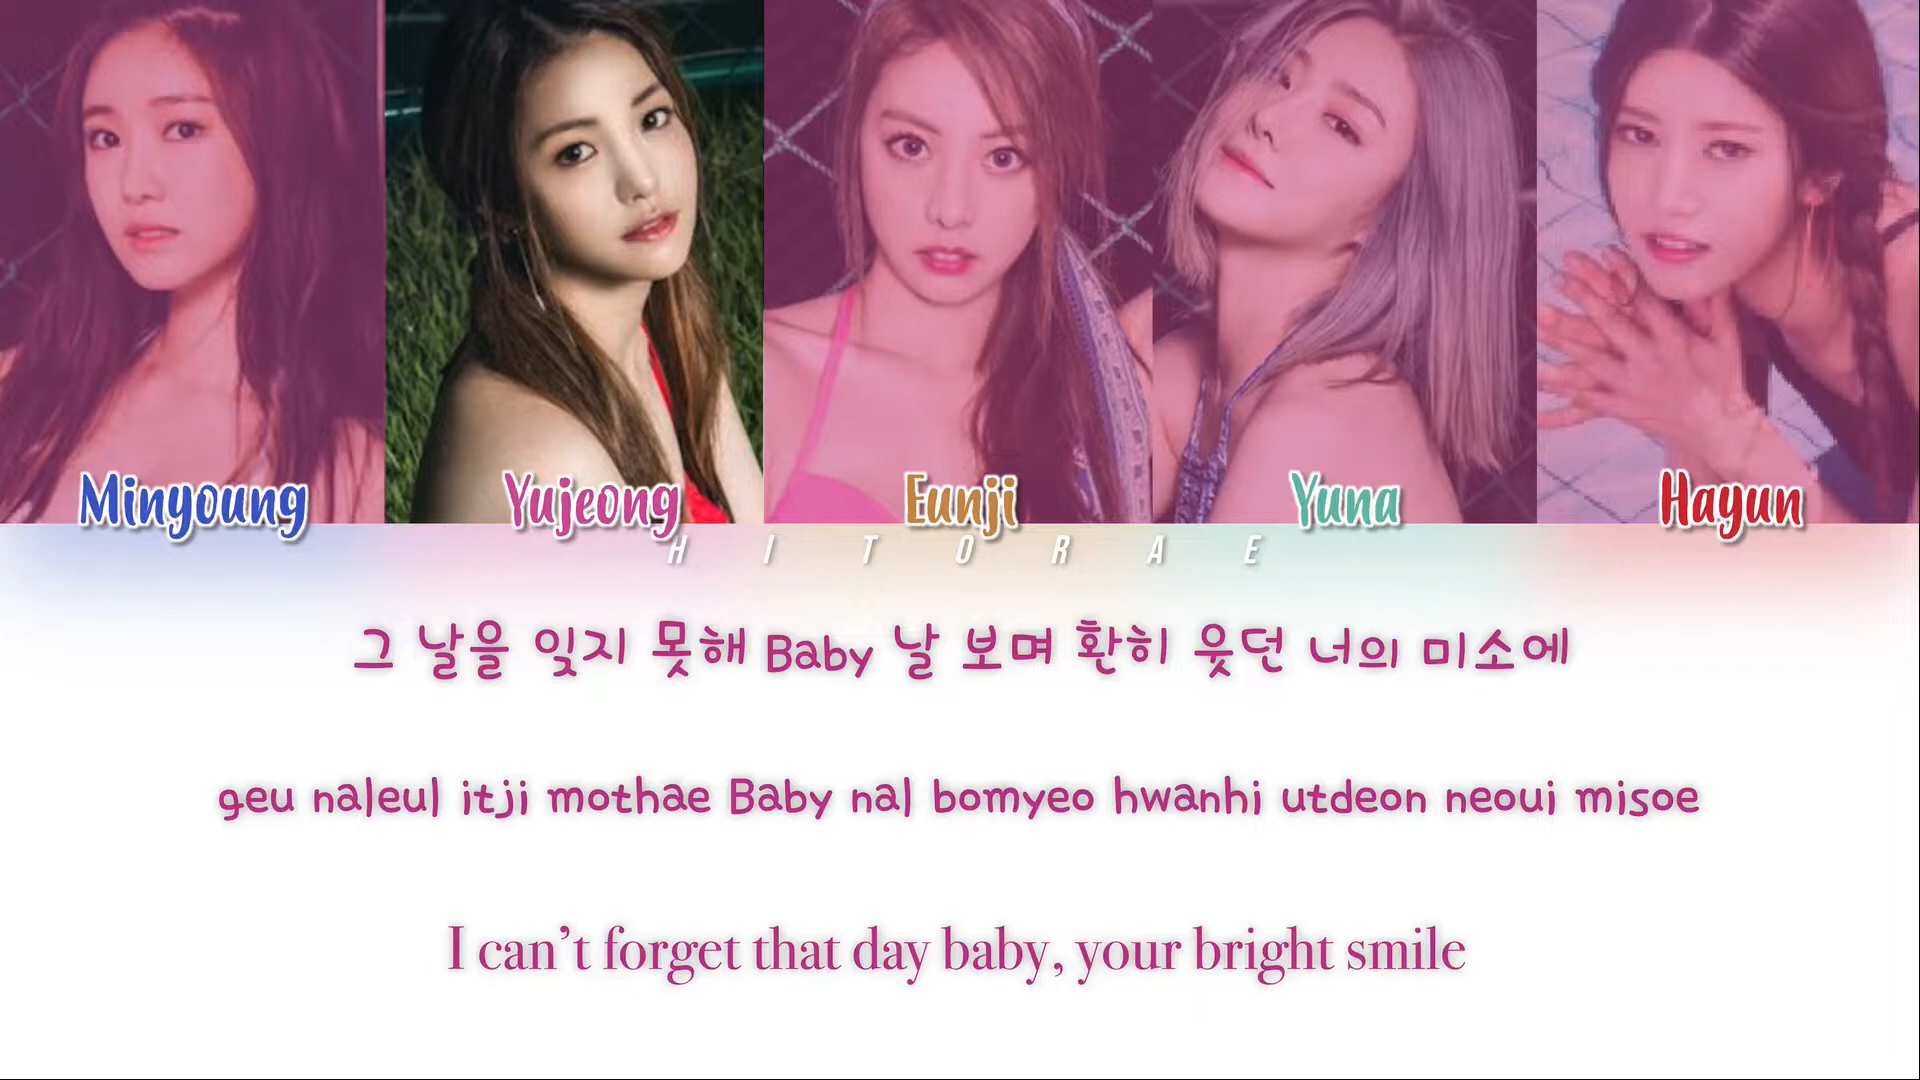 Minyoung Yujeong Eunji Yuna Hayun
HITORAE
그 날을 잊지 못해 Baby 날 보며 환히 웃던 너의 미소에
geu naleul itji mothae Baby nal bomyeo hwanhi utdeon neoui misoe
I can't forget that day baby, your bright smile